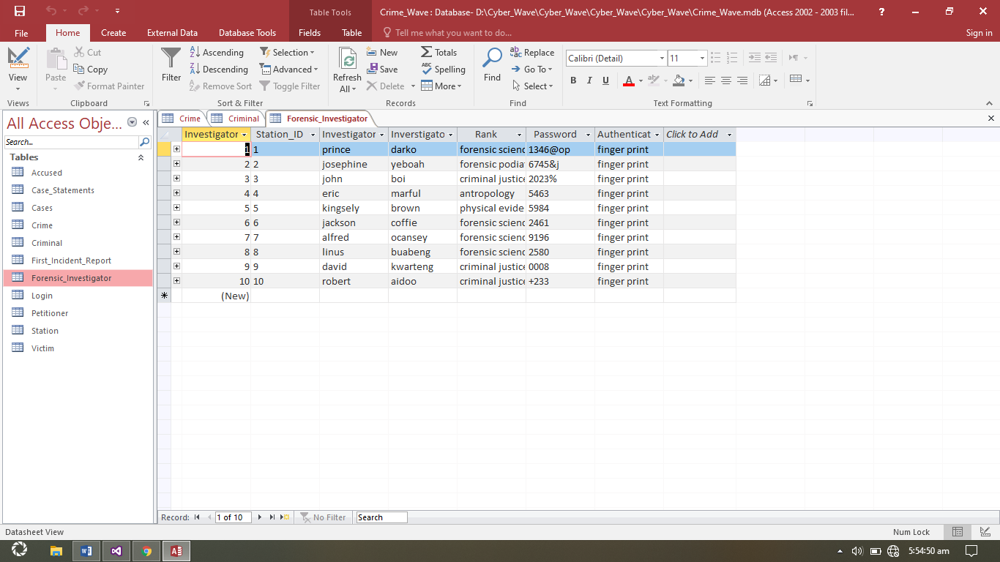 Table Tools
Crime_Wave : Database- D:\Cyber_Wave\Cyber_Wave\Cyber_Wave\Cyber_Wave\Crime_Wave.mdb (Access 2002 - 2003 fil...
?
File Home Create External Data Database Tools Fields Table Tell me what you want to do... Sign in
View
Views
Paste
Cut
Copy
Format Painter
Clipboard
Filter
Ascending
Descending
Remove Sort
Selection
Advanced
Toggle Filter
Sort & Filter
Refresh All
New
Save
Delete
Totals
Spelling
More
Records
Find
Replace
Go To
Select
Find
Calibri (Detail) 11
B I U A
Text Formatting
All Access Obje...
Search...
Tables
Accused
Case_Statements
Cases
Crime
Criminal
First_Incident_Report
Forensic_Investigator
Login
Petitioner
Station
Victim
Crime Criminal Forensic_Investigator
Investigator Station_ID Investigator Inverstigato Rank Password Authenticat Click to Add
1 1 prince darko forensic scienc 1346@op finger print
2 2 josephine yeboah forensic podiat 6745&j finger print
3 3 john boi criminal justice 2023% finger print
4 4 eric marful antropology 5463 finger print
5 5 kingsely brown physical evide 5984 finger print
6 6 jackson coffie forensic scienc 2461 finger print
7 7 alfred ocansey forensic scienc 9196 finger print
8 8 linus buabeng forensic scienc 2580 finger print
9 9 david kwarteng criminal justice 0008 finger print
10 10 robert aidoo criminal justice +233 finger print
(New)
Record: 1 of 10 No Filter Search
Datasheet View Num Lock
5:54:50 am